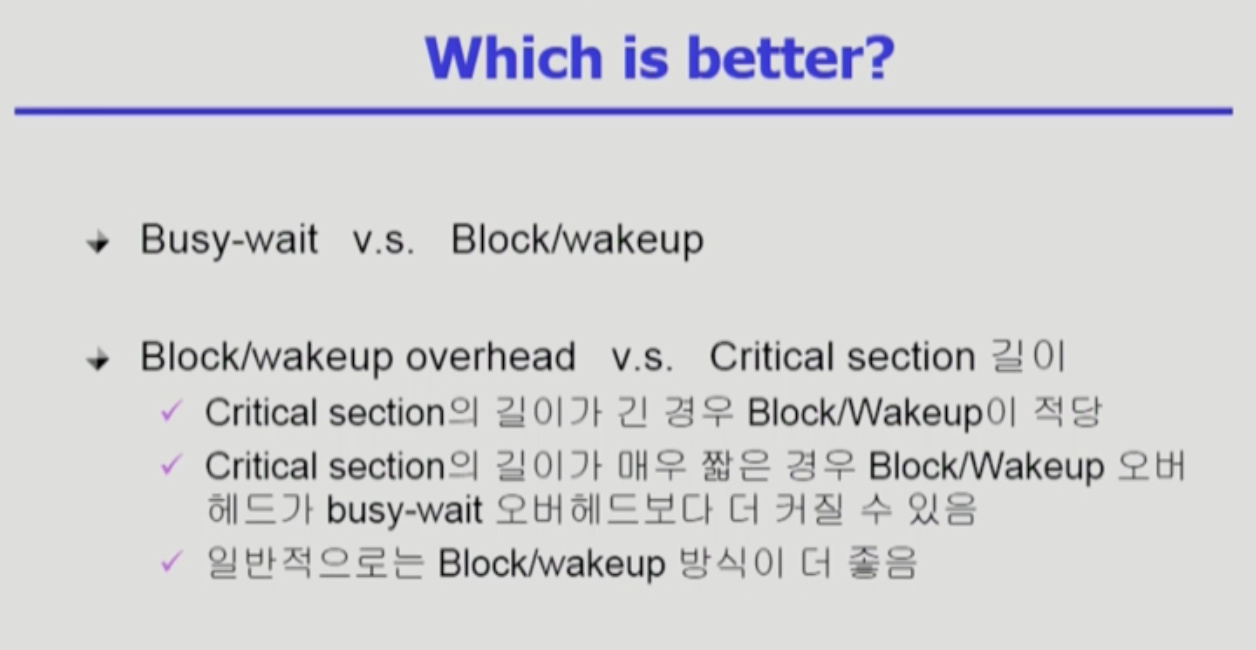 Which is better?
Busy-wait v.s. Block/wakeup
Block/wakeup overhead v.s. Critical section 길이
Critical section의 길이가 긴 경우 Block/Wakeup이 적당
Critical section의 길이가 매우 짧은 경우 Block/Wakeup 오버
헤드가 busy-wait 오버헤드보다 더 커질 수 있음
일반적으로는 Block/wakeup 방식이 더 좋음